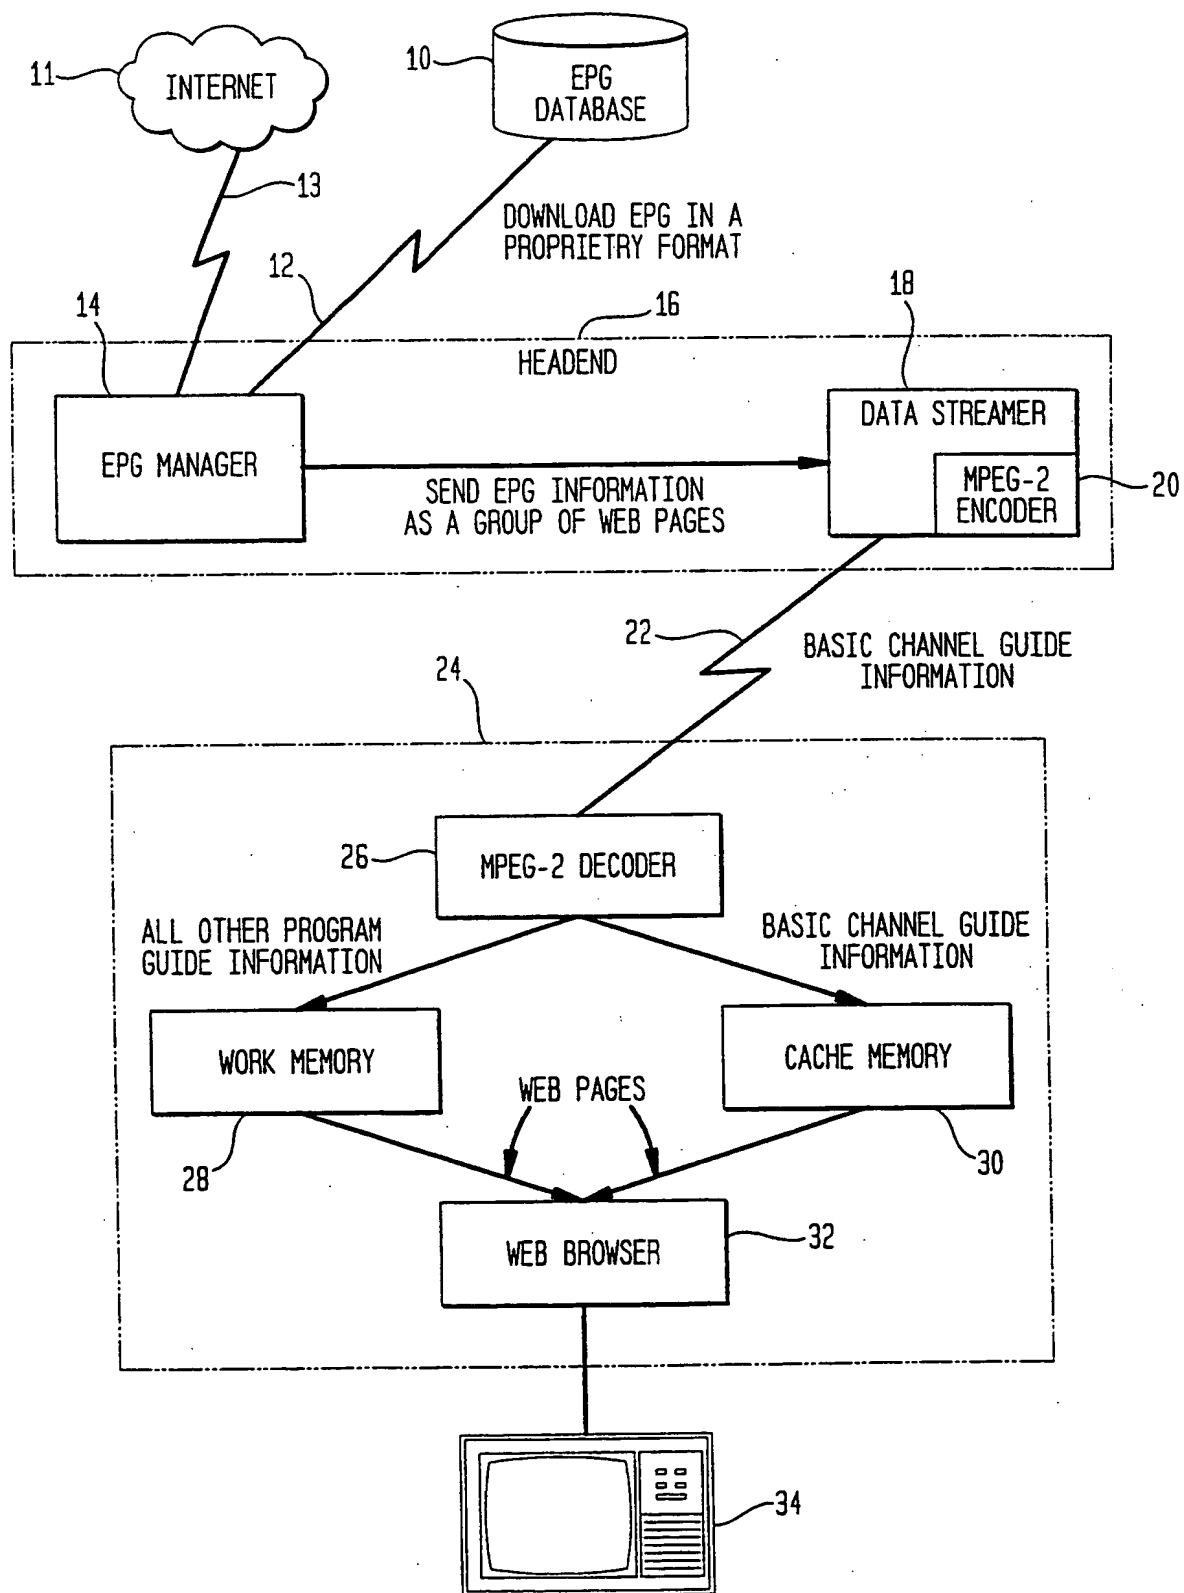 11
INTERNET
10
EPG
DATABASE
13
DOWNLOAD EPG IN A
PROPRIETRY FORMAT
12
14
16
18
HEADEND
EPG MANAGER
DATA STREAMER
SEND EPG INFORMATION
AS A GROUP OF WEB PAGES
MPEG-2
ENCODER
20
22
BASIC CHANNEL GUIDE
INFORMATION
24
26
MPEG-2 DECODER
ALL OTHER PROGRAM
GUIDE INFORMATION
BASIC CHANNEL GUIDE
INFORMATION
WORK MEMORY
CACHE MEMORY
WEB PAGES
28
30
WEB BROWSER
32
34